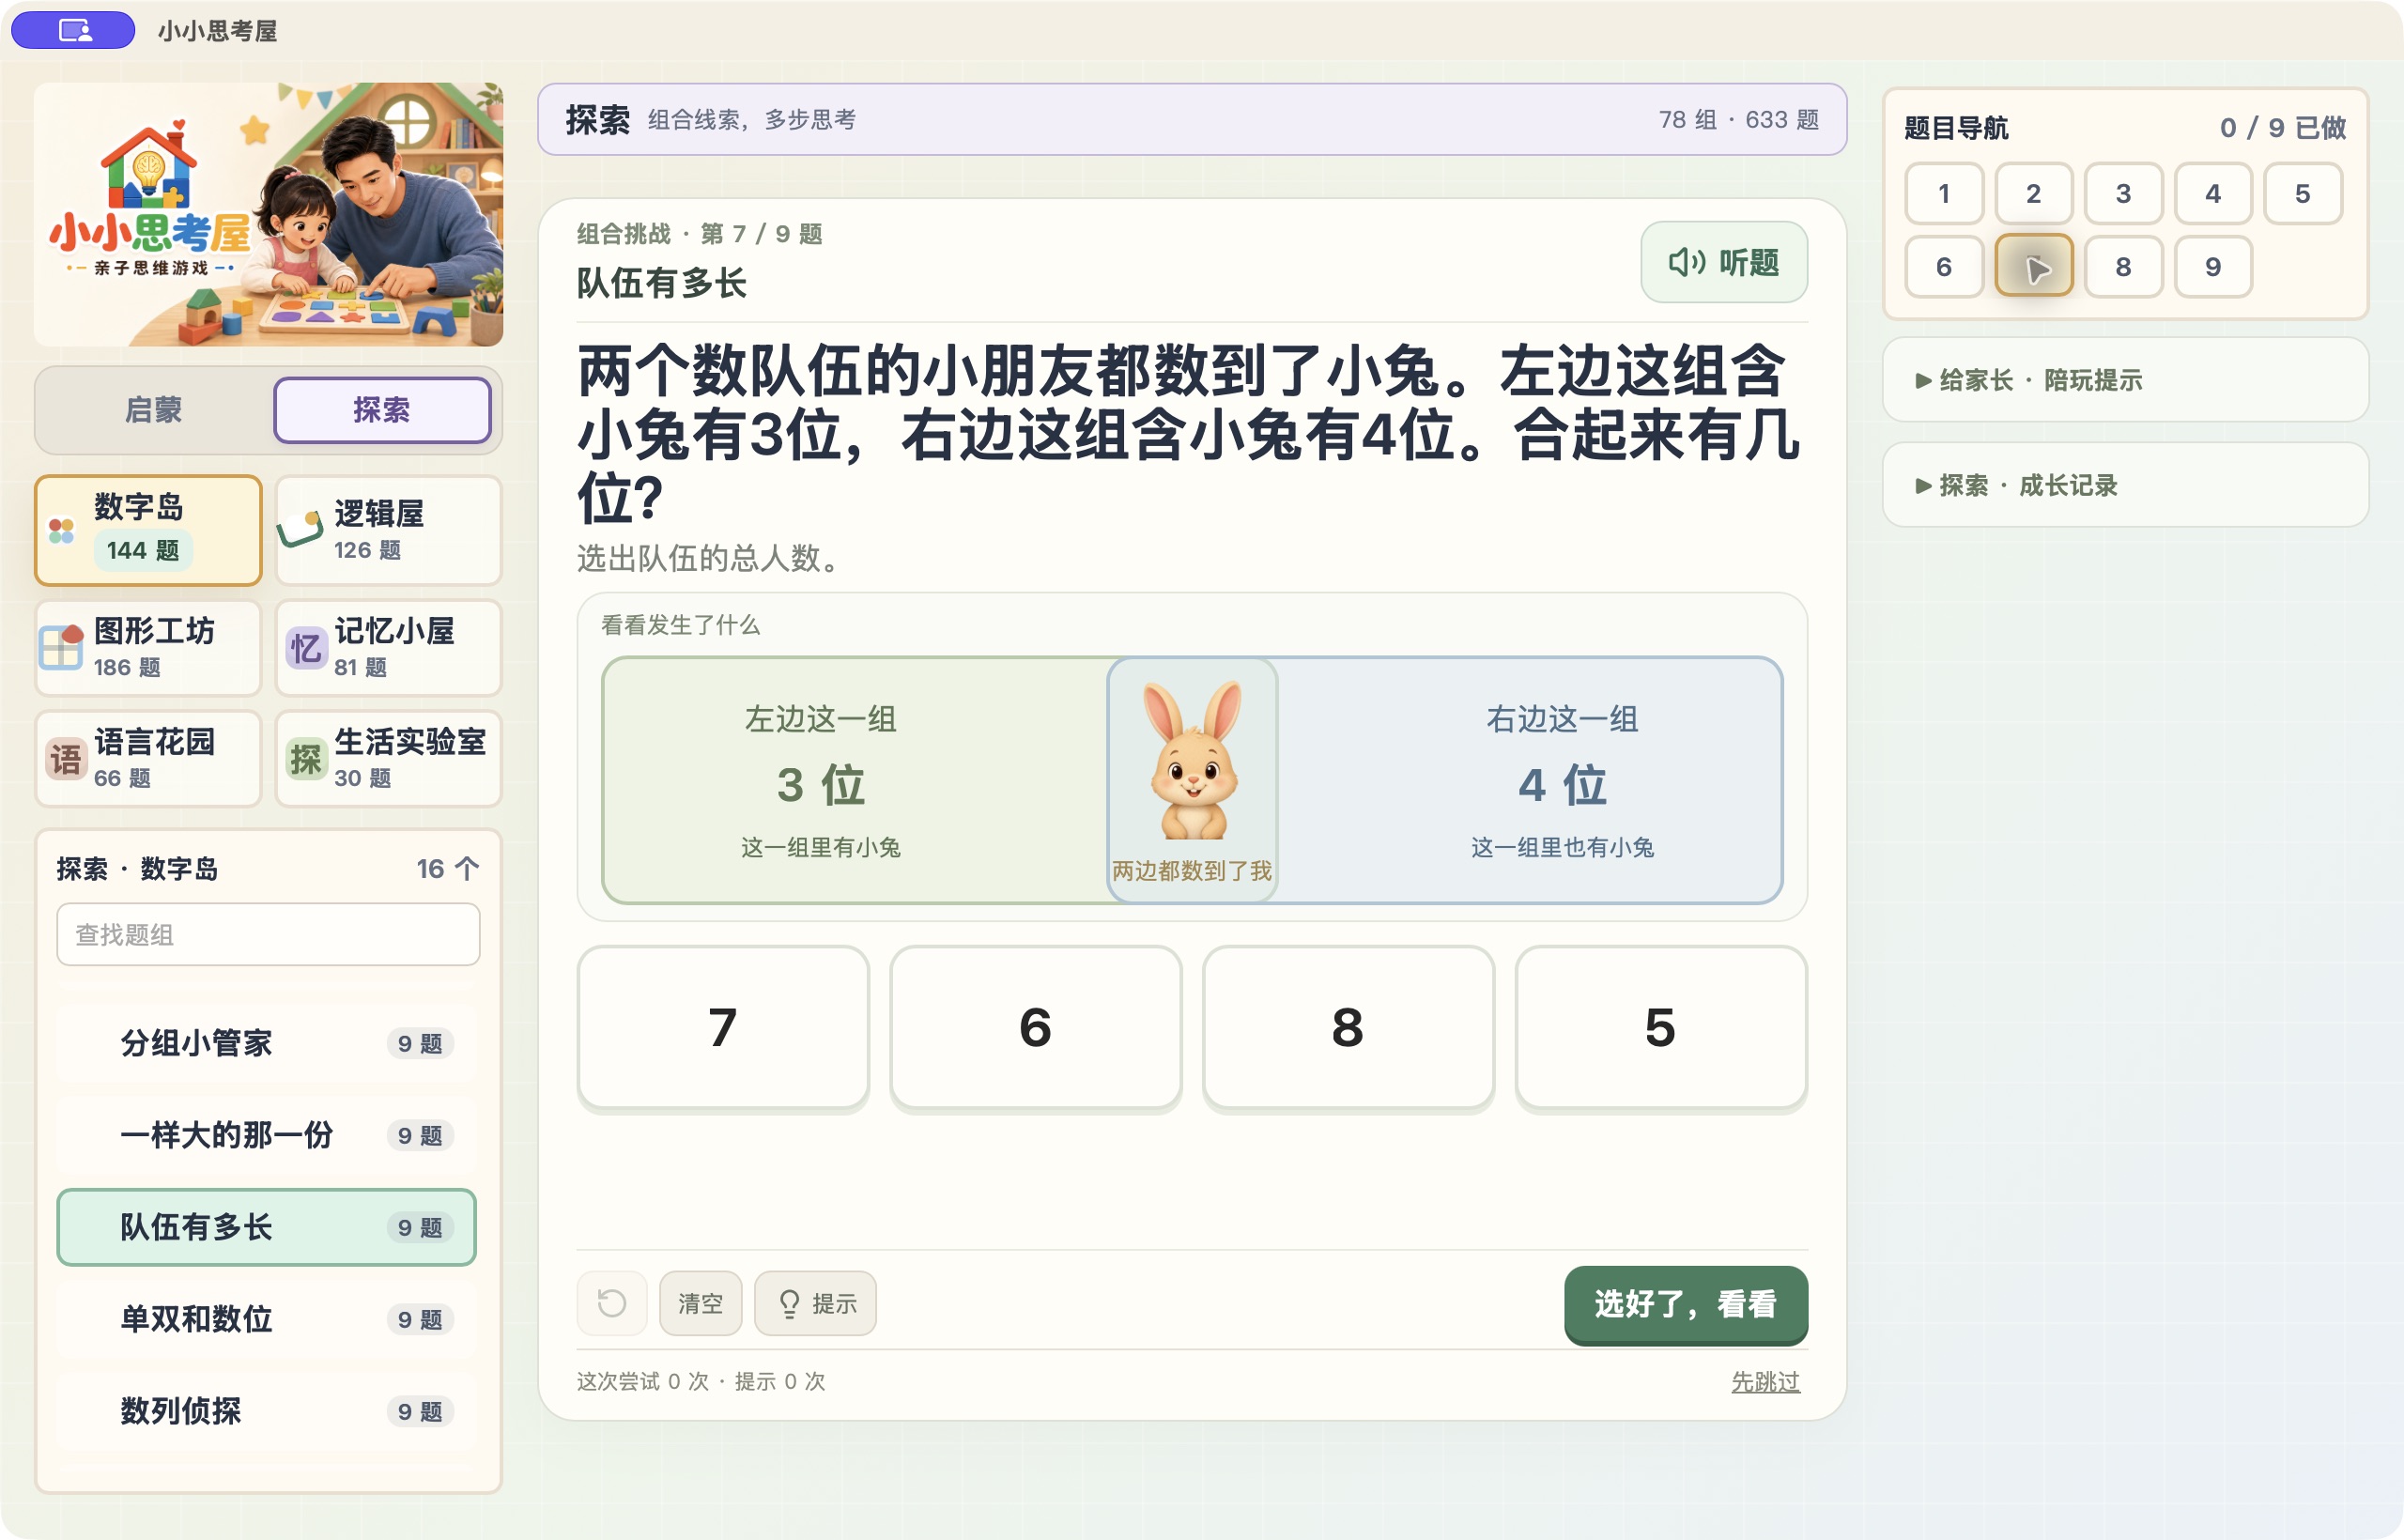 小小思考屋
小小思考屋
亲子思维游戏
启蒙
探索
数字岛
144 题
逻辑屋
126 题
图形工坊
186 题
忆
记忆小屋
81 题
语
语言花园
66 题
探
生活实验室
30 题
探索 · 数字岛
16 个
查找题组
分组小管家
9 题
一样大的那一份
9 题
队伍有多长
9 题
单双和数位
9 题
数列侦探
9 题
探索 组合线索，多步思考
78 组 · 633 题
组合挑战 · 第 7 / 9 题
队伍有多长
听题
两个数队伍的小朋友都数到了小兔。左边这组含
小兔有3位，右边这组含小兔有4位。合起来有几
位？
选出队伍的总人数。
看看发生了什么
左边这一组
3 位
这一组里有小兔
两边都数到了我
右边这一组
4 位
这一组里也有小兔
7
6
8
5
清空
提示
选好了，看看
这次尝试 0 次 · 提示 0 次
先跳过
题目导航
0 / 9 已做
1
2
3
4
5
6
8
9
给家长 · 陪玩提示
探索 · 成长记录